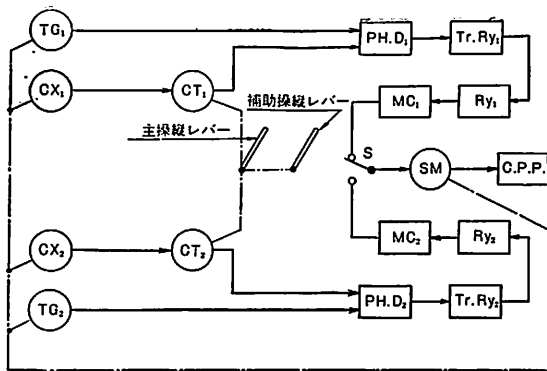 TG₁
PH.D₁
Tr.Ry₁
CX₁
CT₁
MC₁
Ry₁
補助操縦レバー
主操縦レバー
S
SM
C.P.P.
CX₂
CT₂
MC₂
Ry₂
TG₂
PH.D₂
Tr.Ry₂